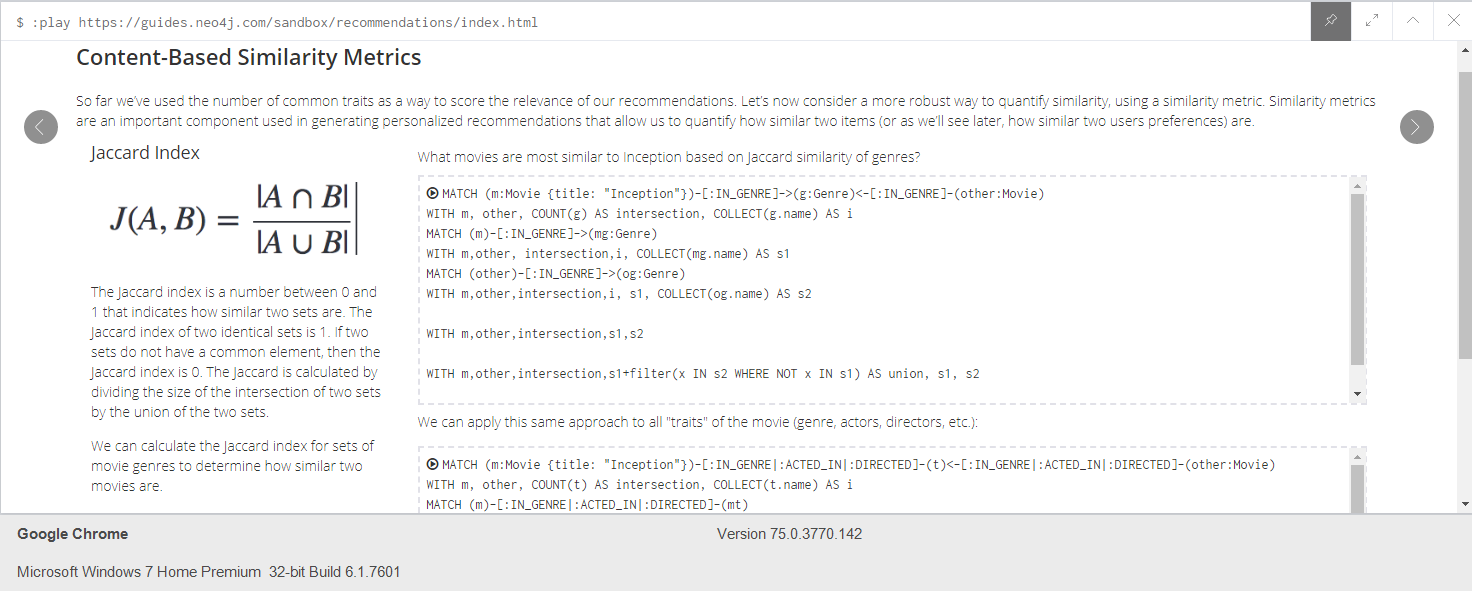 $ :play https://guides.neo4j.com/sandbox/recommendations/index.html
Content-Based Similarity Metrics
So far we've used the number of common traits as a way to score the relevance of our recommendations. Let's now consider a more robust way to quantify similarity, using a similarity metric. Similarity metrics
are an important component used in generating personalized recommendations that allow us to quantify how similar two items (or as we'll see later, how similar two users preferences) are.
Jaccard Index
J(A, B) = |A ∩ B| / |A ∪ B|
The Jaccard index is a number between 0 and
1 that indicates how similar two sets are. The
Jaccard index of two identical sets is 1. If two
sets do not have a common element, then the
Jaccard index is 0. The Jaccard is calculated by
dividing the size of the intersection of two sets
by the union of the two sets.
We can calculate the Jaccard index for sets of
movie genres to determine how similar two
movies are.
What movies are most similar to Inception based on Jaccard similarity of genres?
MATCH (m:Movie {title: "Inception"})-[:IN_GENRE]->(g:Genre)<-[:IN_GENRE]-(other:Movie)
WITH m, other, COUNT(g) AS intersection, COLLECT(g.name) AS i
MATCH (m)-[:IN_GENRE]->(mg:Genre)
WITH m,other, intersection,i, COLLECT(mg.name) AS s1
MATCH (other)-[:IN_GENRE]->(og:Genre)
WITH m,other,intersection,i, s1, COLLECT(og.name) AS s2
WITH m,other,intersection,s1,s2
WITH m,other,intersection,s1+filter(x IN s2 WHERE NOT x IN s1) AS union, s1, s2
We can apply this same approach to all "traits" of the movie (genre, actors, directors, etc.):
MATCH (m:Movie {title: "Inception"})-[:IN_GENRE|:ACTED_IN|:DIRECTED]-(t)<-[:IN_GENRE|:ACTED_IN|:DIRECTED]-(other:Movie)
WITH m, other, COUNT(t) AS intersection, COLLECT(t.name) AS i
MATCH (m)-[:IN_GENRE|:ACTED_IN|:DIRECTED]-(mt)
Google Chrome
Version 75.0.3770.142
Microsoft Windows 7 Home Premium 32-bit Build 6.1.7601